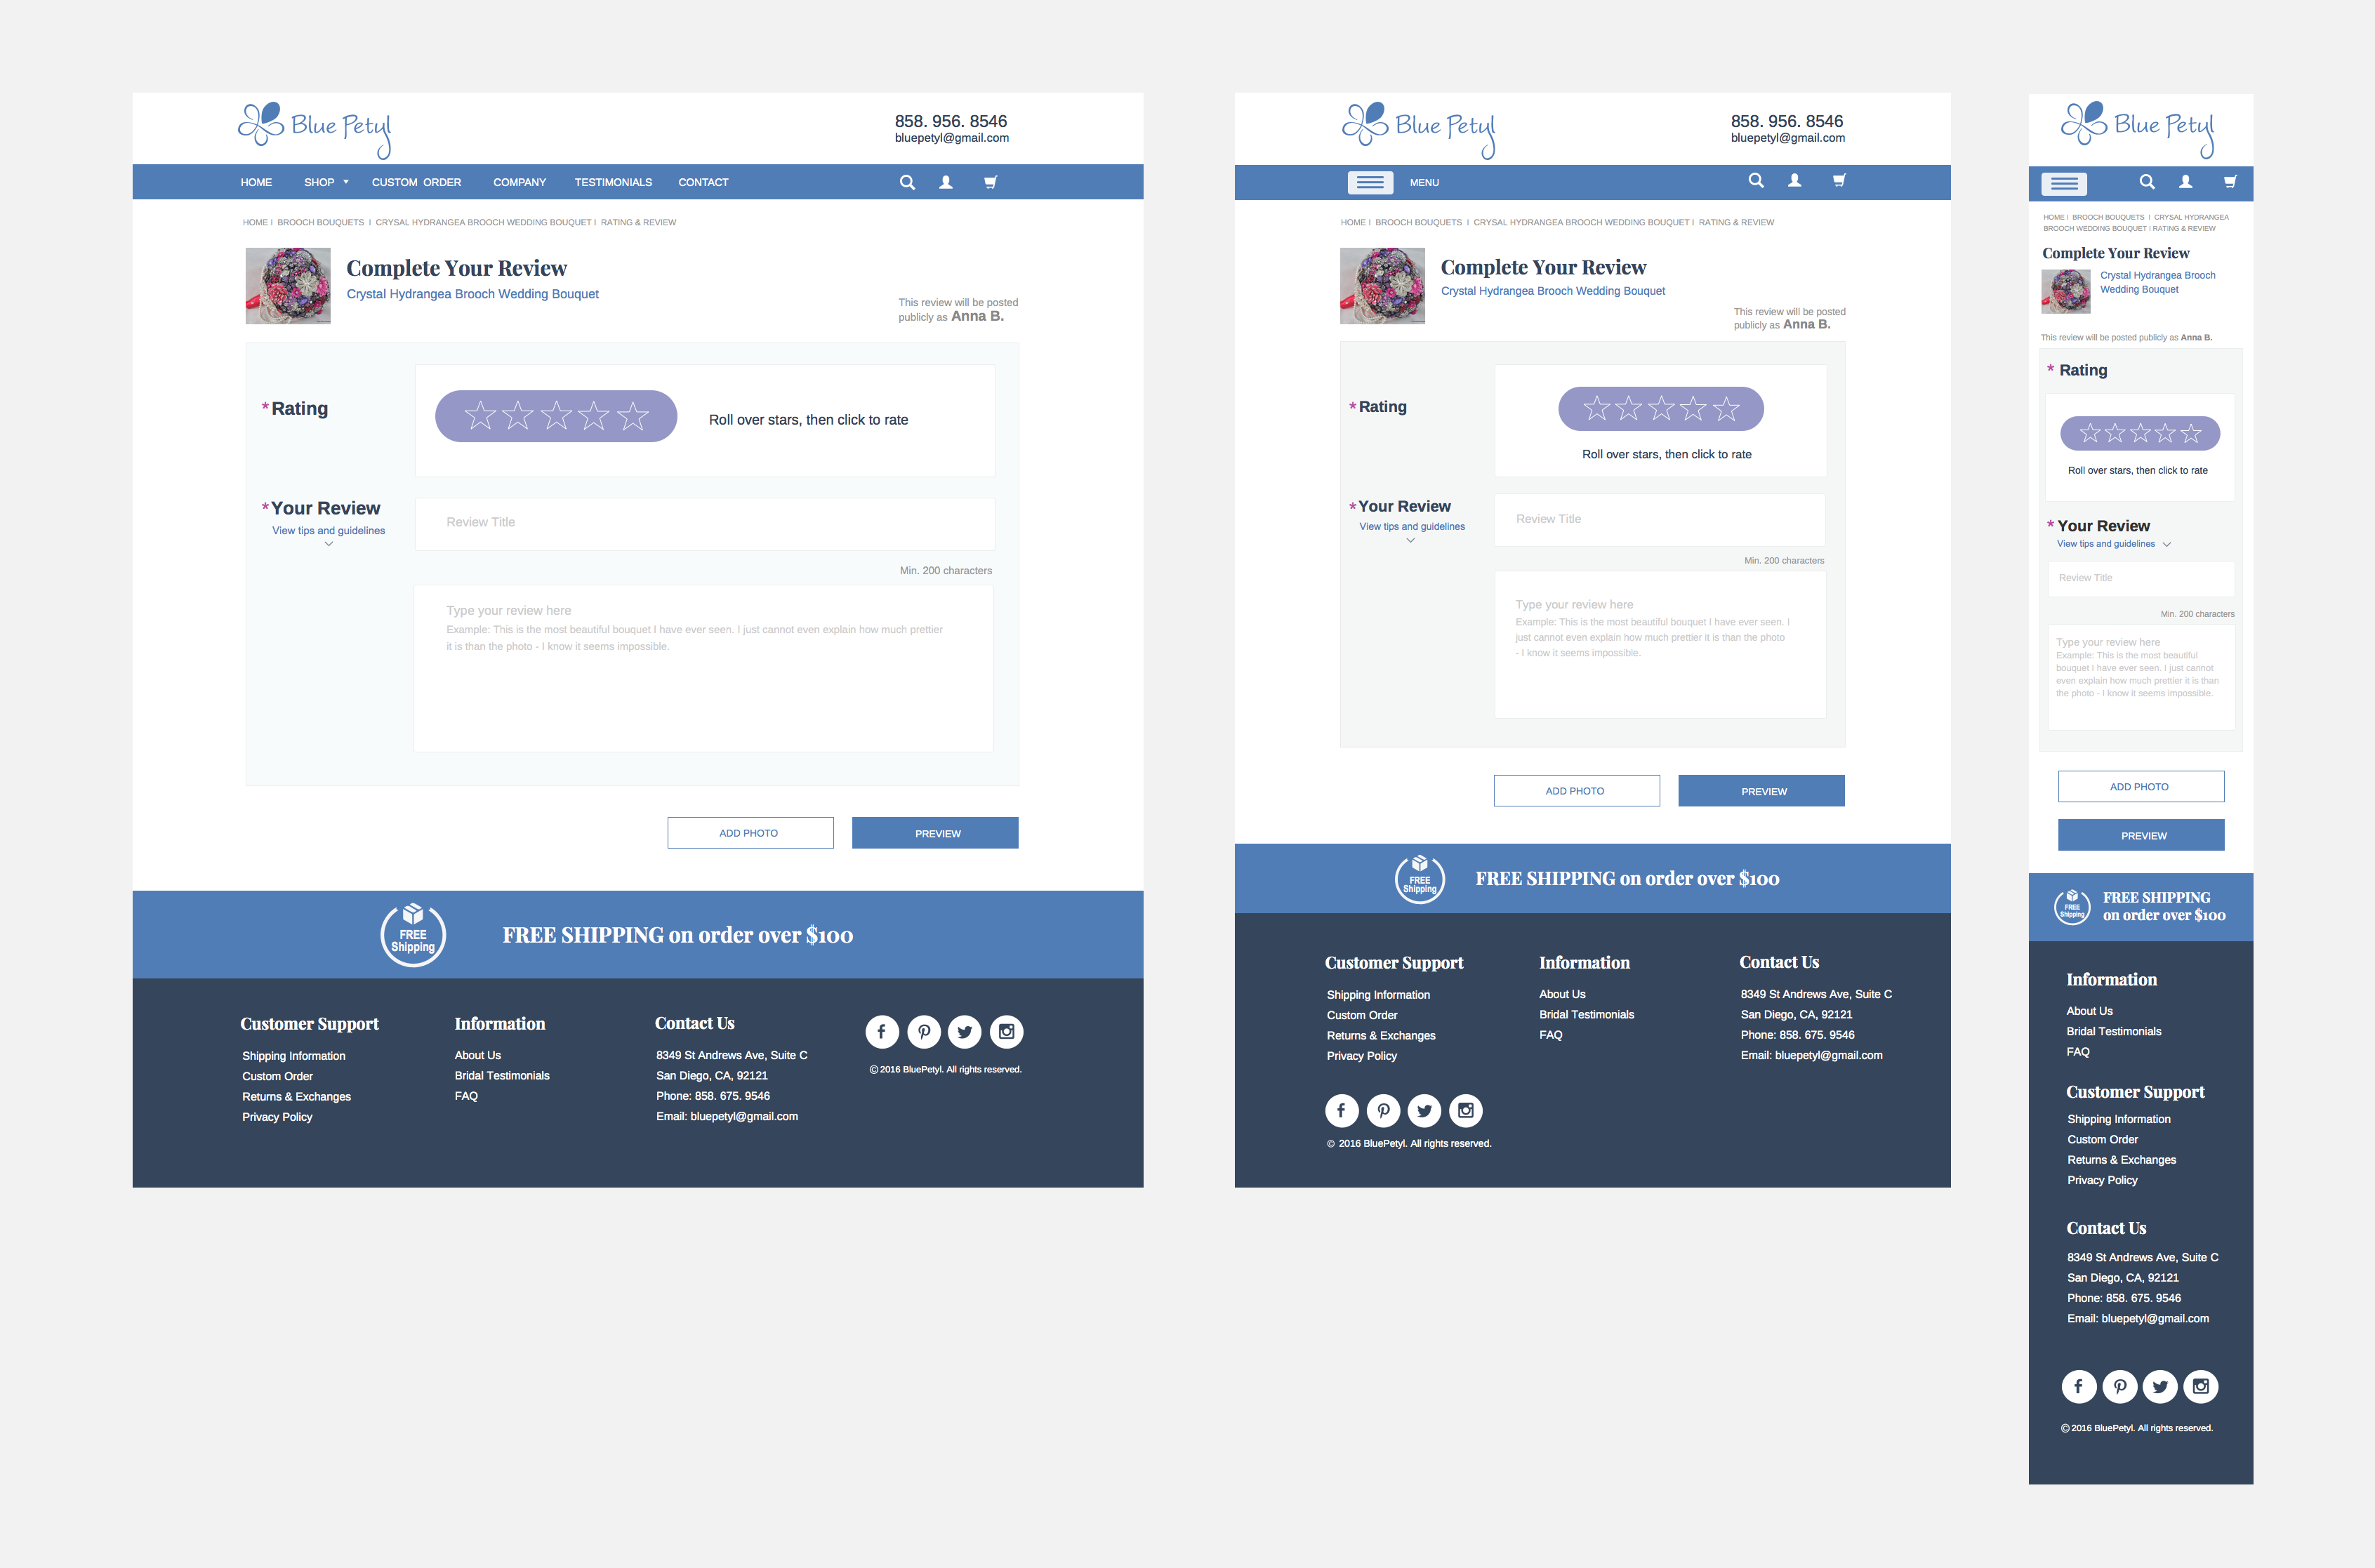 Blue Petyl
858. 956. 8546
bluepetyl@gmail.com
HOME SHOP CUSTOM ORDER COMPANY TESTIMONIALS CONTACT
HOME I BROOCH BOUQUETS I CRYSAL HYDRANGEA BROOCH WEDDING BOUQUET I RATING & REVIEW
Complete Your Review
Crystal Hydrangea Brooch Wedding Bouquet
This review will be posted
publicly as Anna B.
* Rating
Roll over stars, then click to rate
* Your Review
View tips and guidelines
Review Title
Min. 200 characters
Type your review here
Example: This is the most beautiful bouquet I have ever seen. I just cannot even explain how much prettier
it is than the photo - I know it seems impossible.
ADD PHOTO
PREVIEW
FREE
Shipping
FREE SHIPPING on order over $100
Customer Support
Shipping Information
Custom Order
Returns & Exchanges
Privacy Policy
Information
About Us
Bridal Testimonials
FAQ
Contact Us
8349 St Andrews Ave, Suite C
San Diego, CA, 92121
Phone: 858. 675. 9546
Email: bluepetyl@gmail.com
© 2016 BluePetyl. All rights reserved.
Blue Petyl
858. 956. 8546
bluepetyl@gmail.com
MENU
HOME I BROOCH BOUQUETS I CRYSAL HYDRANGEA BROOCH WEDDING BOUQUET I RATING & REVIEW
Complete Your Review
Crystal Hydrangea Brooch Wedding Bouquet
This review will be posted
publicly as Anna B.
* Rating
Roll over stars, then click to rate
* Your Review
View tips and guidelines
Review Title
Min. 200 characters
Type your review here
Example: This is the most beautiful bouquet I have ever seen. I
just cannot even explain how much prettier it is than the photo
- I know it seems impossible.
ADD PHOTO
PREVIEW
FREE
Shipping
FREE SHIPPING on order over $100
Customer Support
Shipping Information
Custom Order
Returns & Exchanges
Privacy Policy
Information
About Us
Bridal Testimonials
FAQ
Contact Us
8349 St Andrews Ave, Suite C
San Diego, CA, 92121
Phone: 858. 675. 9546
Email: bluepetyl@gmail.com
© 2016 BluePetyl. All rights reserved.
Blue Petyl
HOME I BROOCH BOUQUETS I CRYSAL HYDRANGEA
BROOCH WEDDING BOUQUET I RATING & REVIEW
Complete Your Review
Crystal Hydrangea Brooch
Wedding Bouquet
This review will be posted publicly as Anna B.
* Rating
Roll over stars, then click to rate
* Your Review
View tips and guidelines
Review Title
Min. 200 characters
Type your review here
Example: This is the most beautiful
bouquet I have ever seen. I just cannot
even explain how much prettier it is than
the photo - I know it seems impossible.
ADD PHOTO
PREVIEW
FREE
Shipping
FREE SHIPPING
on order over $100
Information
About Us
Bridal Testimonials
FAQ
Customer Support
Shipping Information
Custom Order
Returns & Exchanges
Privacy Policy
Contact Us
8349 St Andrews Ave, Suite C
San Diego, CA, 92121
Phone: 858. 675. 9546
Email: bluepetyl@gmail.com
© 2016 BluePetyl. All rights reserved.